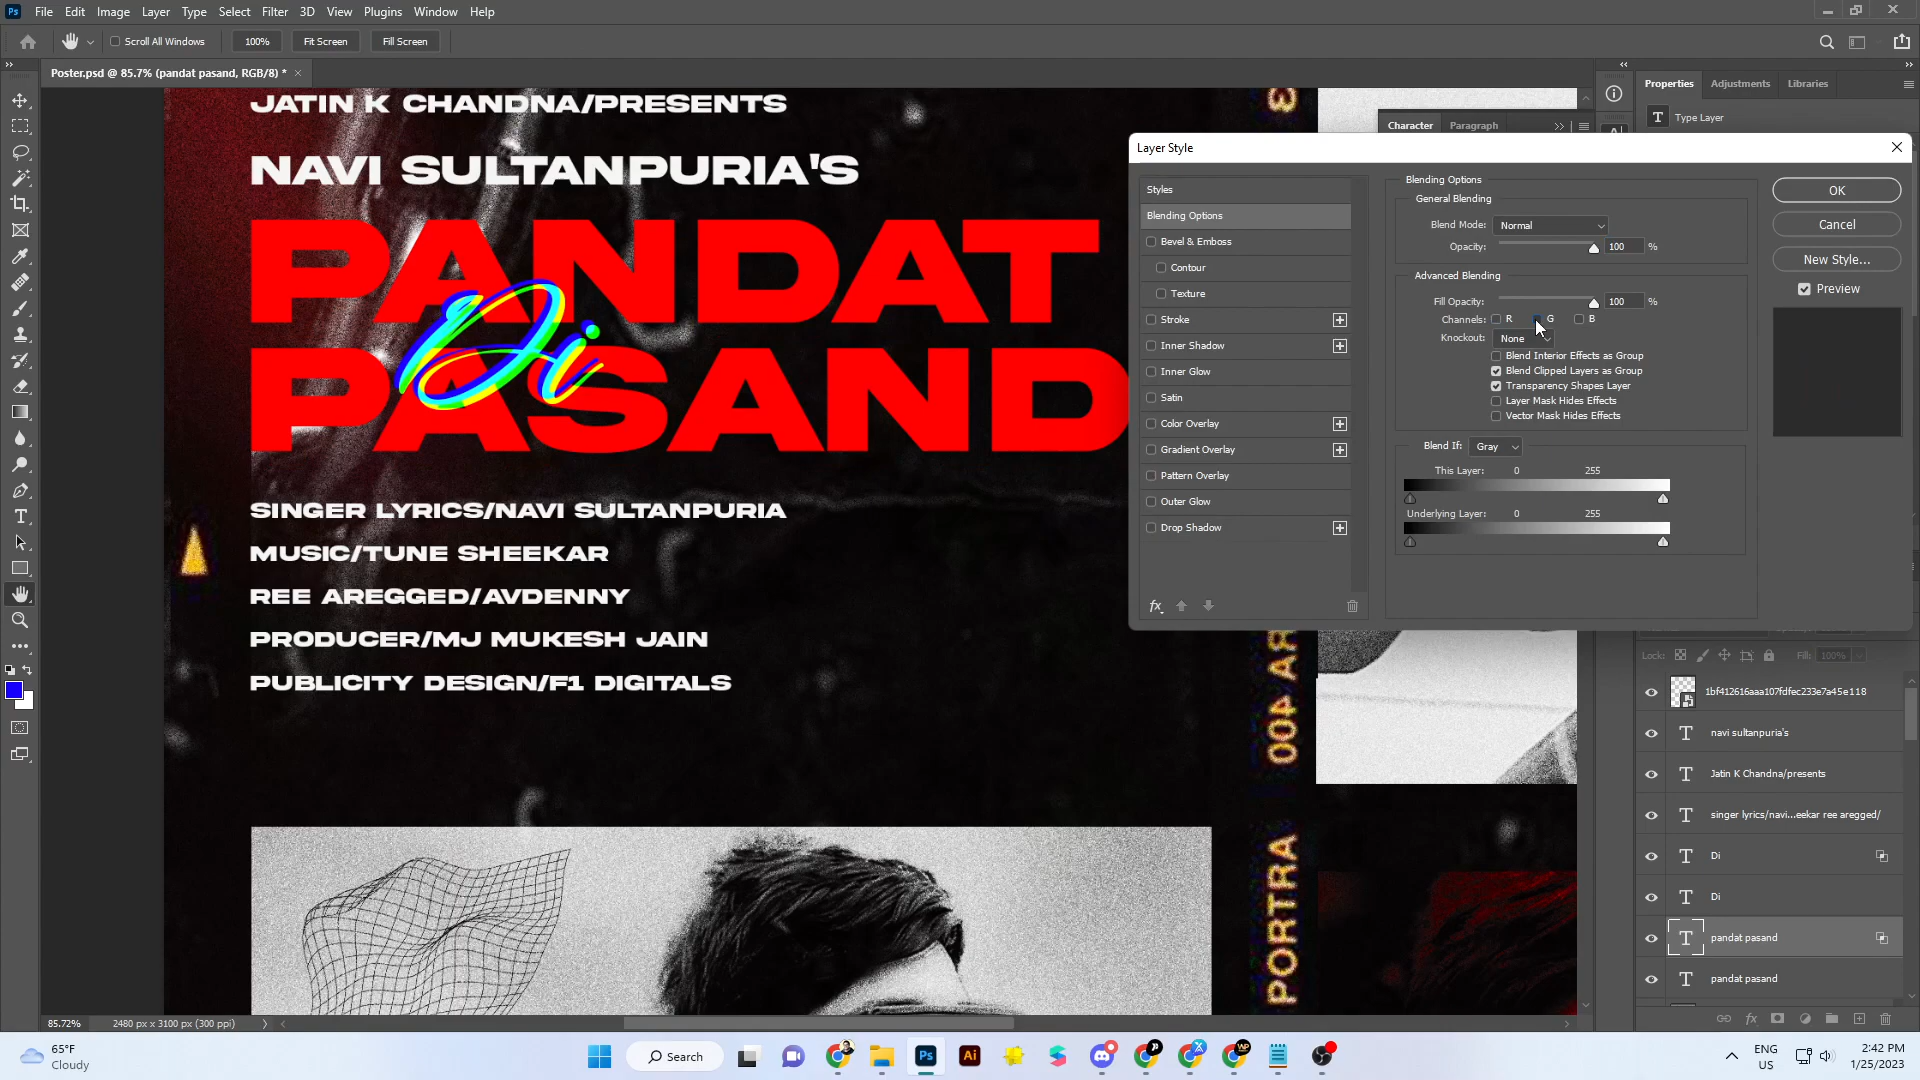 Ps File Edit Image Layer Type Select Filter 3D View Plugins Window Help
Scroll All Windows 100% Fit Screen Fill Screen
Poster.psd @ 85.7% (pandat pasand, RGB/8) *
Properties Adjustments Libraries
T Type Layer
Character Paragraph
JATIN K CHANDNA/PRESENTS
NAVI SULTANPURIA'S
PANDAT
Di
PASAND
SINGER LYRICS/NAVI SULTANPURIA
MUSIC/TUNE SHEEKAR
REE AREGGED/AVDENNY
PRODUCER/MJ MUKESH JAIN
PUBLICITY DESIGN/F1 DIGITALS
400
PORTRA
Layer Style
Styles
Blending Options
Bevel & Emboss
Contour
Texture
Stroke
Inner Shadow
Inner Glow
Satin
Color Overlay
Gradient Overlay
Pattern Overlay
Outer Glow
Drop Shadow
fx
Blending Options
General Blending
Blend Mode: Normal
Opacity: 100 %
Advanced Blending
Fill Opacity: 100 %
Channels: R G B
Knockout: None
Blend Interior Effects as Group
Blend Clipped Layers as Group
Transparency Shapes Layer
Layer Mask Hides Effects
Vector Mask Hides Effects
Blend If: Gray
This Layer: 0 255
Underlying Layer: 0 255
OK
Cancel
New Style...
Preview
Lock: Fill: 100%
1bf412616aaa107fdfec233e7a45e118
T navi sultanpuria's
T Jatin K Chandna/presents
T singer lyrics/navi...eekar ree aregged/
T Di
T Di
T pandat pasand
T pandat pasand
fx
85.72% 2480 px x 3100 px (300 ppi)
65°F
Cloudy
Search
Ps
Ai
WP
ENG
US
2:42 PM
1/25/2023